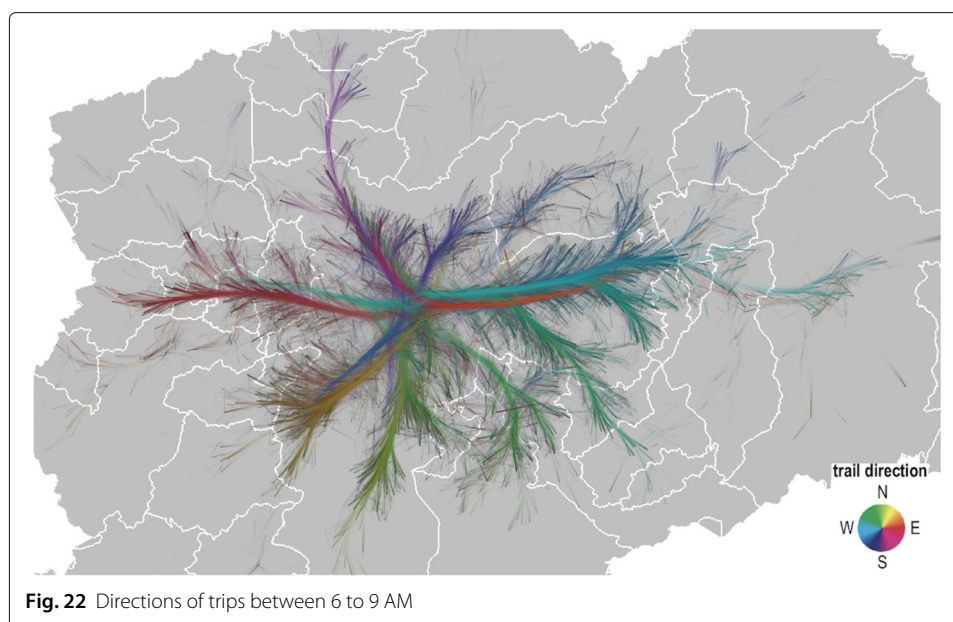 trail direction
N
W E
S
Fig. 22 Directions of trips between 6 to 9 AM